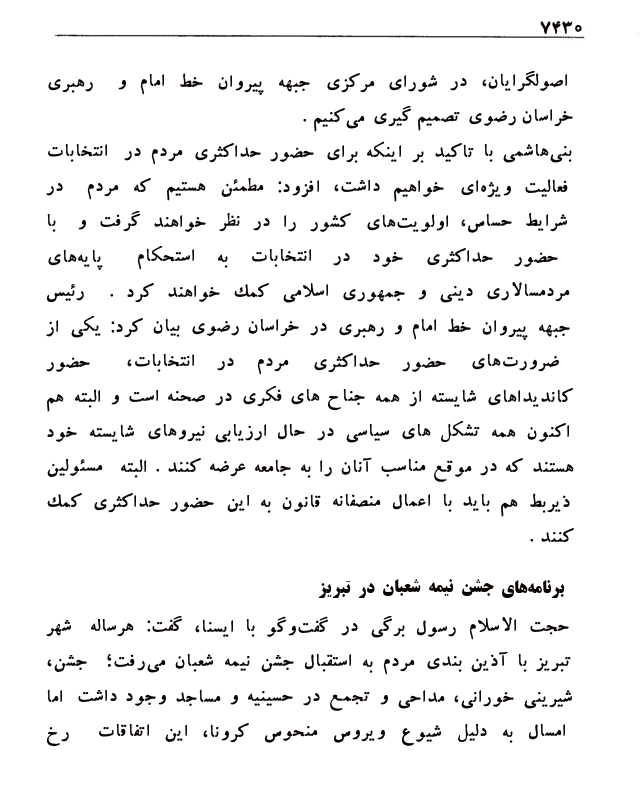 ۷۴۳۰
اصولگرایان، در شورای مرکزی جبهه پیروان خط امام و رهبری
خراسان رضوی تصمیم گیری می‌کنیم .
بنی‌هاشمی با تاکید بر اینکه برای حضور حداکثری مردم در انتخابات
فعالیت ویژه‌ای خواهیم داشت، افزود: مطمئن هستیم که مردم در
شرایط حساس، اولویت‌های کشور را در نظر خواهند گرفت و با
حضور حداکثری خود در انتخابات به استحکام پایه‌های
مردمسالاری دینی و جمهوری اسلامی کمك خواهند کرد . رئیس
جبهه پیروان خط امام و رهبری در خراسان رضوی بیان کرد: یکی از
ضرورت‌های حضور حداکثری مردم در انتخابات، حضور
کاندیداهای شایسته از همه جناح های فکری در صحنه است و البته هم
اکنون همه تشکل های سیاسی در حال ارزیابی نیروهای شایسته خود
هستند که در موقع مناسب آنان را به جامعه عرضه کنند . البته مسئولین
ذیربط هم باید با اعمال منصفانه قانون به این حضور حداکثری کمك
کنند .
برنامه‌های جشن نیمه شعبان در تبریز
حجت الاسلام رسول برگی در گفت‌وگو با ایسنا، گفت: هرساله شهر
تبریز با آذین بندی مردم به استقبال جشن نیمه شعبان می‌رفت؛ جشن،
شیرینی خورانی، مداحی و تجمع در حسینیه و مساجد وجود داشت اما
امسال به دلیل شیوع ویروس منحوس کرونا، این اتفاقات رخ